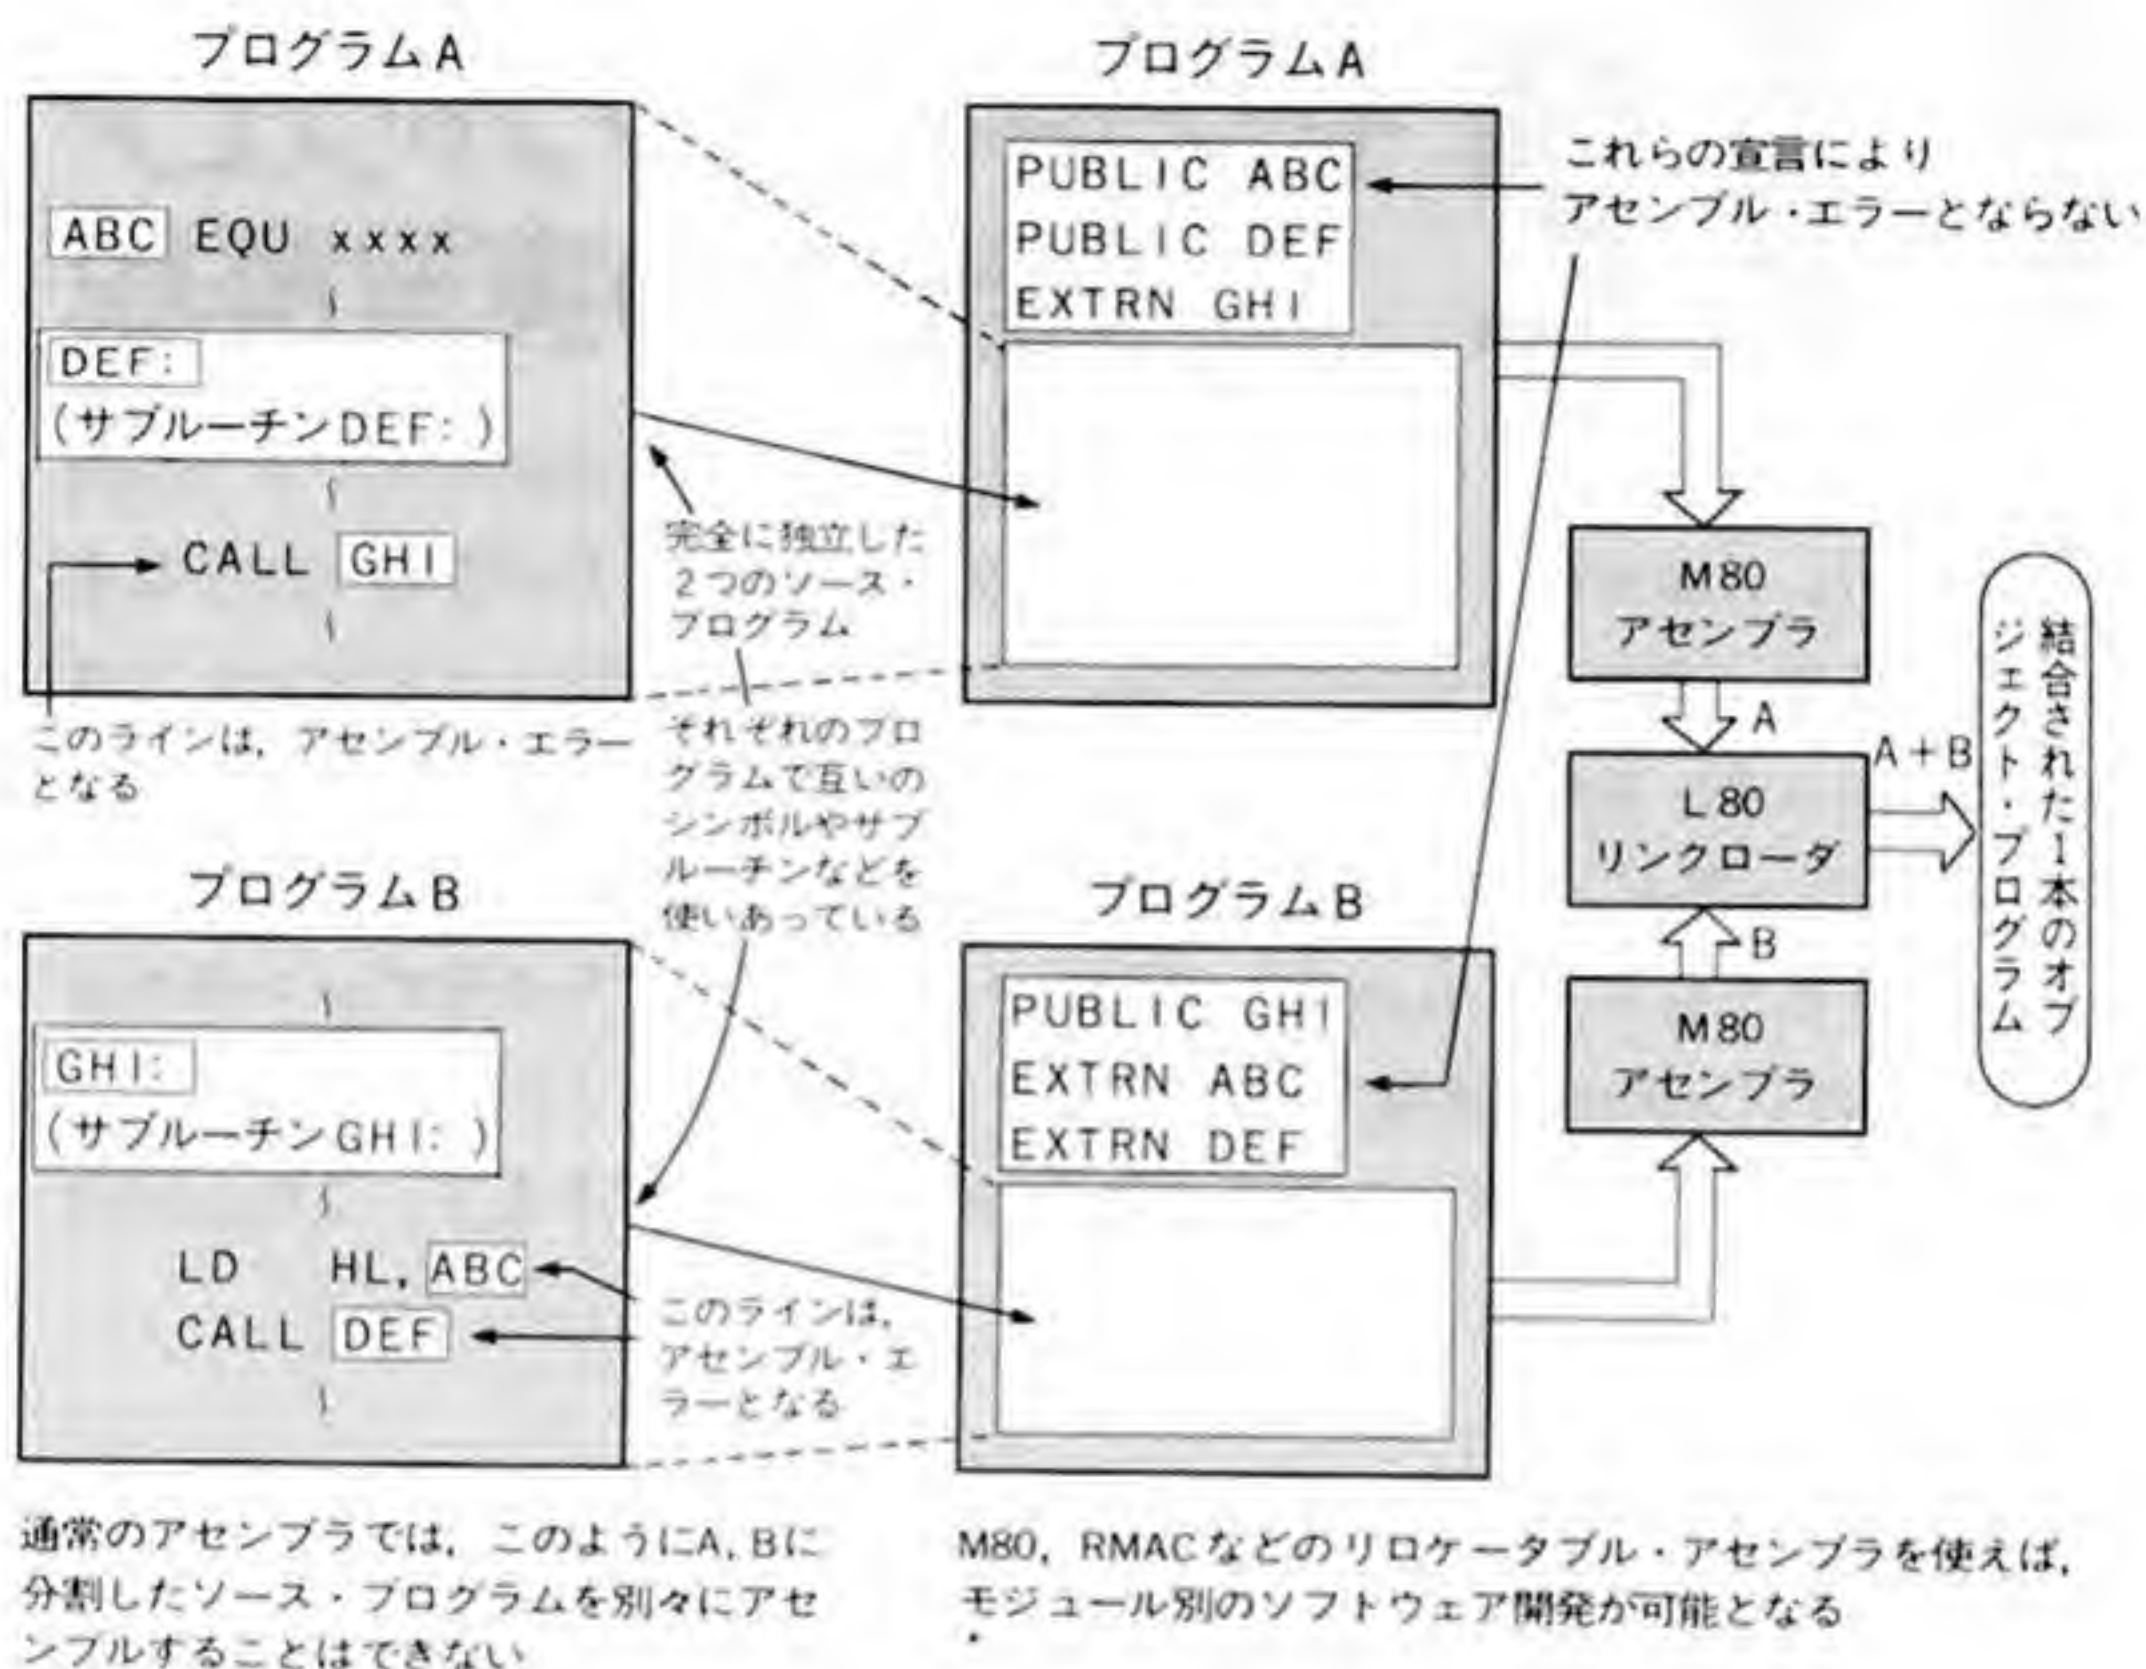 プログラムA
ABC EQU xxxx
DEF:
(サブルーチンDEF: )
CALL GHI
このラインは，アセンブル・エラー
となる
完全に独立した
2つのソース・
プログラム
それぞれのプロ
グラムで互いの
シンボルやサブ
ルーチンなどを
使いあっている
プログラムB
GHI:
(サブルーチンGHI: )
LD HL, ABC
CALL DEF
このラインは，
アセンブル・エ
ラーとなる
通常のアセンブラでは，このようにA, Bに
分割したソース・プログラムを別々にアセ
ンブルすることはできない
プログラムA
PUBLIC ABC
PUBLIC DEF
EXTRN GHI
これらの宣言により
アセンブル・エラーとならない
プログラムB
PUBLIC GHI
EXTRN ABC
EXTRN DEF
M80
アセンブラ
A
L80
リンクローダ
A+B
B
M80
アセンブラ
結合された1本のオブ
ジェクト・プログラム
M80，RMACなどのリロケータブル・アセンブラを使えば，
モジュール別のソフトウェア開発が可能となる